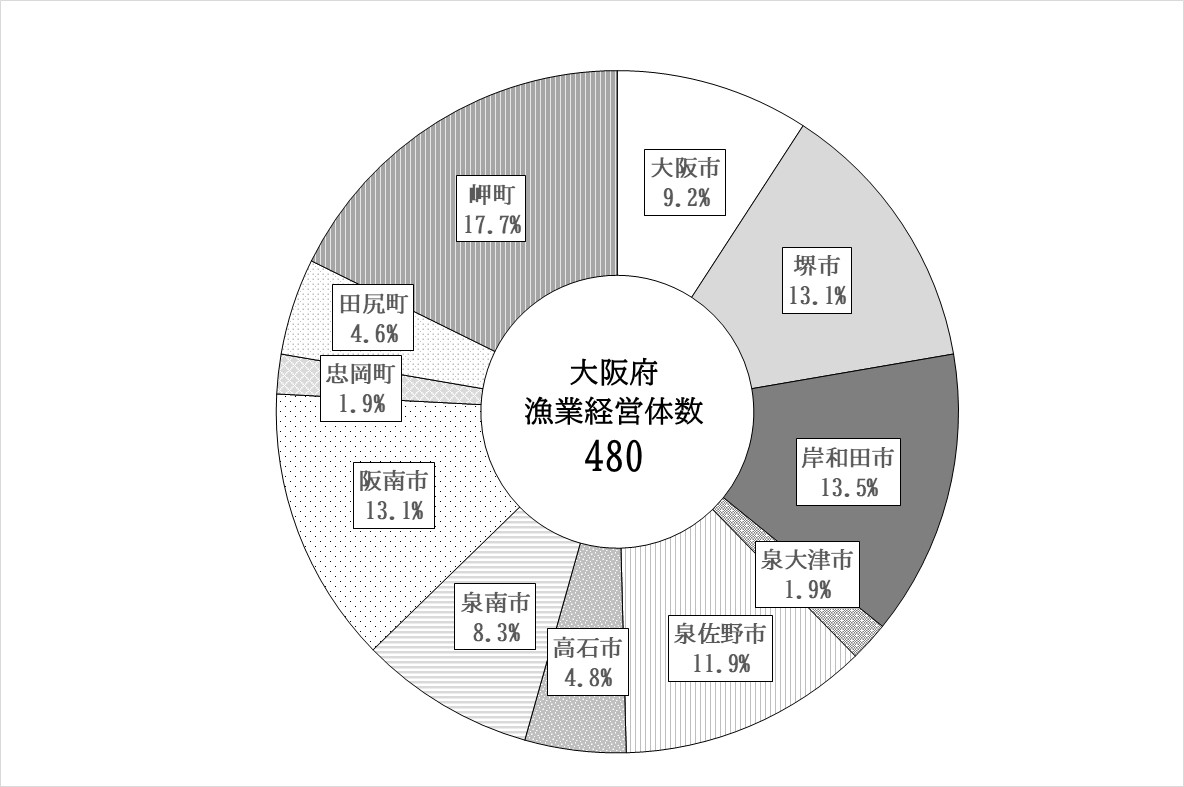 大阪市
9.2%
堺市
13.1%
岸和田市
13.5%
泉大津市
1.9%
泉佐野市
11.9%
高石市
4.8%
泉南市
8.3%
阪南市
13.1%
忠岡町
1.9%
田尻町
4.6%
岬町
17.7%
大阪府
漁業経営体数
480